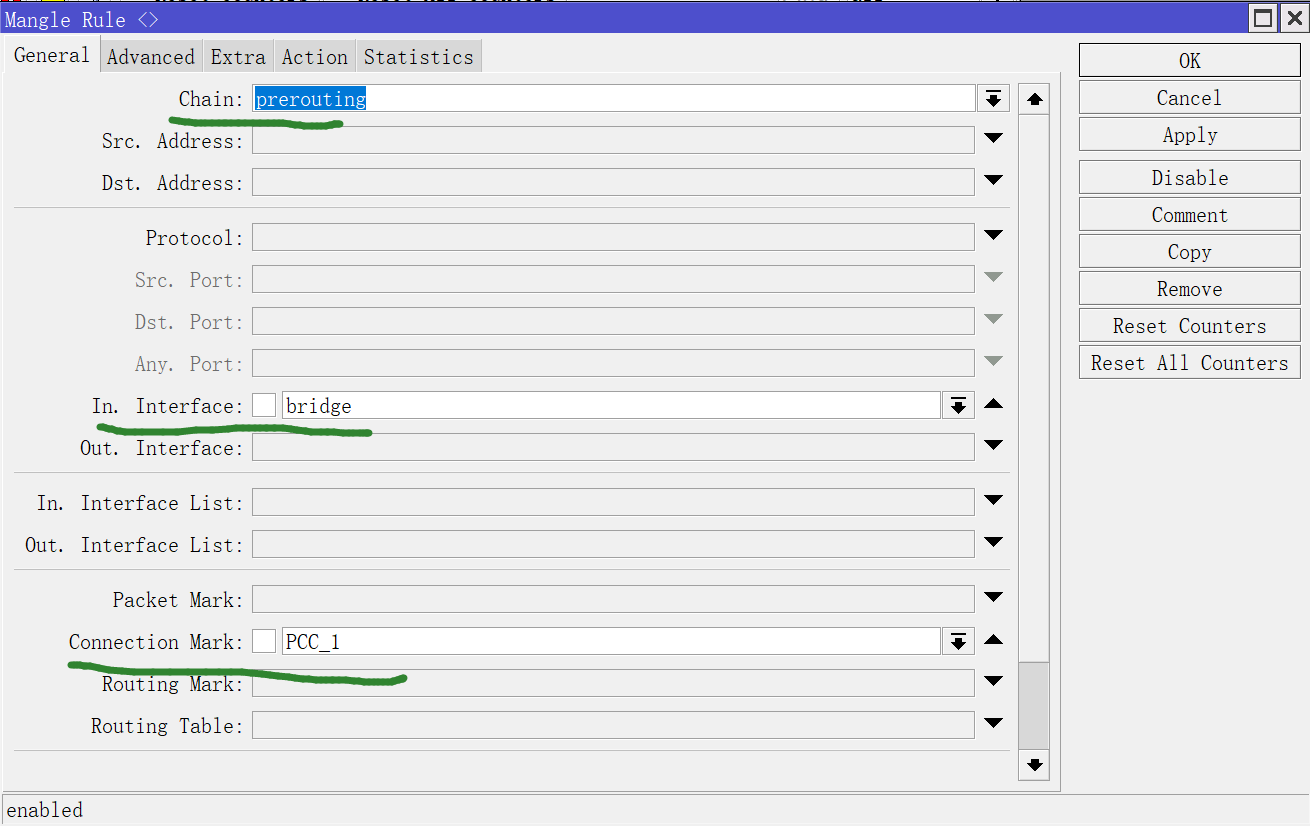 Mangle Rule <>
General Advanced Extra Action Statistics
Chain: prerouting
Src. Address:
Dst. Address:
Protocol:
Src. Port:
Dst. Port:
Any. Port:
In. Interface: bridge
Out. Interface:
In. Interface List:
Out. Interface List:
Packet Mark:
Connection Mark: PCC_1
Routing Mark:
Routing Table:
OK
Cancel
Apply
Disable
Comment
Copy
Remove
Reset Counters
Reset All Counters
enabled